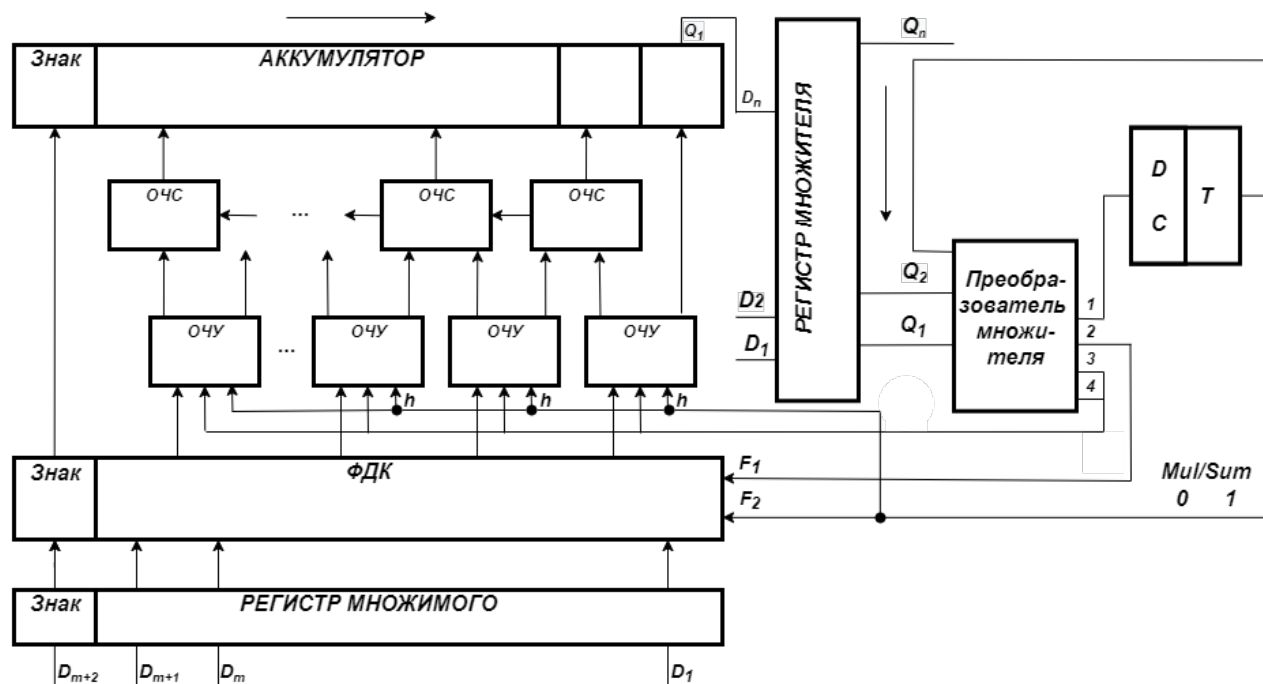 Q₁
Знак
АККУМУЛЯТОР
Dₙ
РЕГИСТР МНОЖИТЕЛЯ
Qₙ
D
C
T
ОЧС
...
ОЧС
ОЧС
Q₂
Q₁
D2
D₁
Преобра-
зователь
множи-
теля
1
2
3
4
ОЧУ
...
ОЧУ
ОЧУ
ОЧУ
h
h
h
Знак
ФДК
F₁
F₂
Mul/Sum
0 1
Знак
РЕГИСТР МНОЖИМОГО
Dₘ₊₂
Dₘ₊₁
Dₘ
D₁